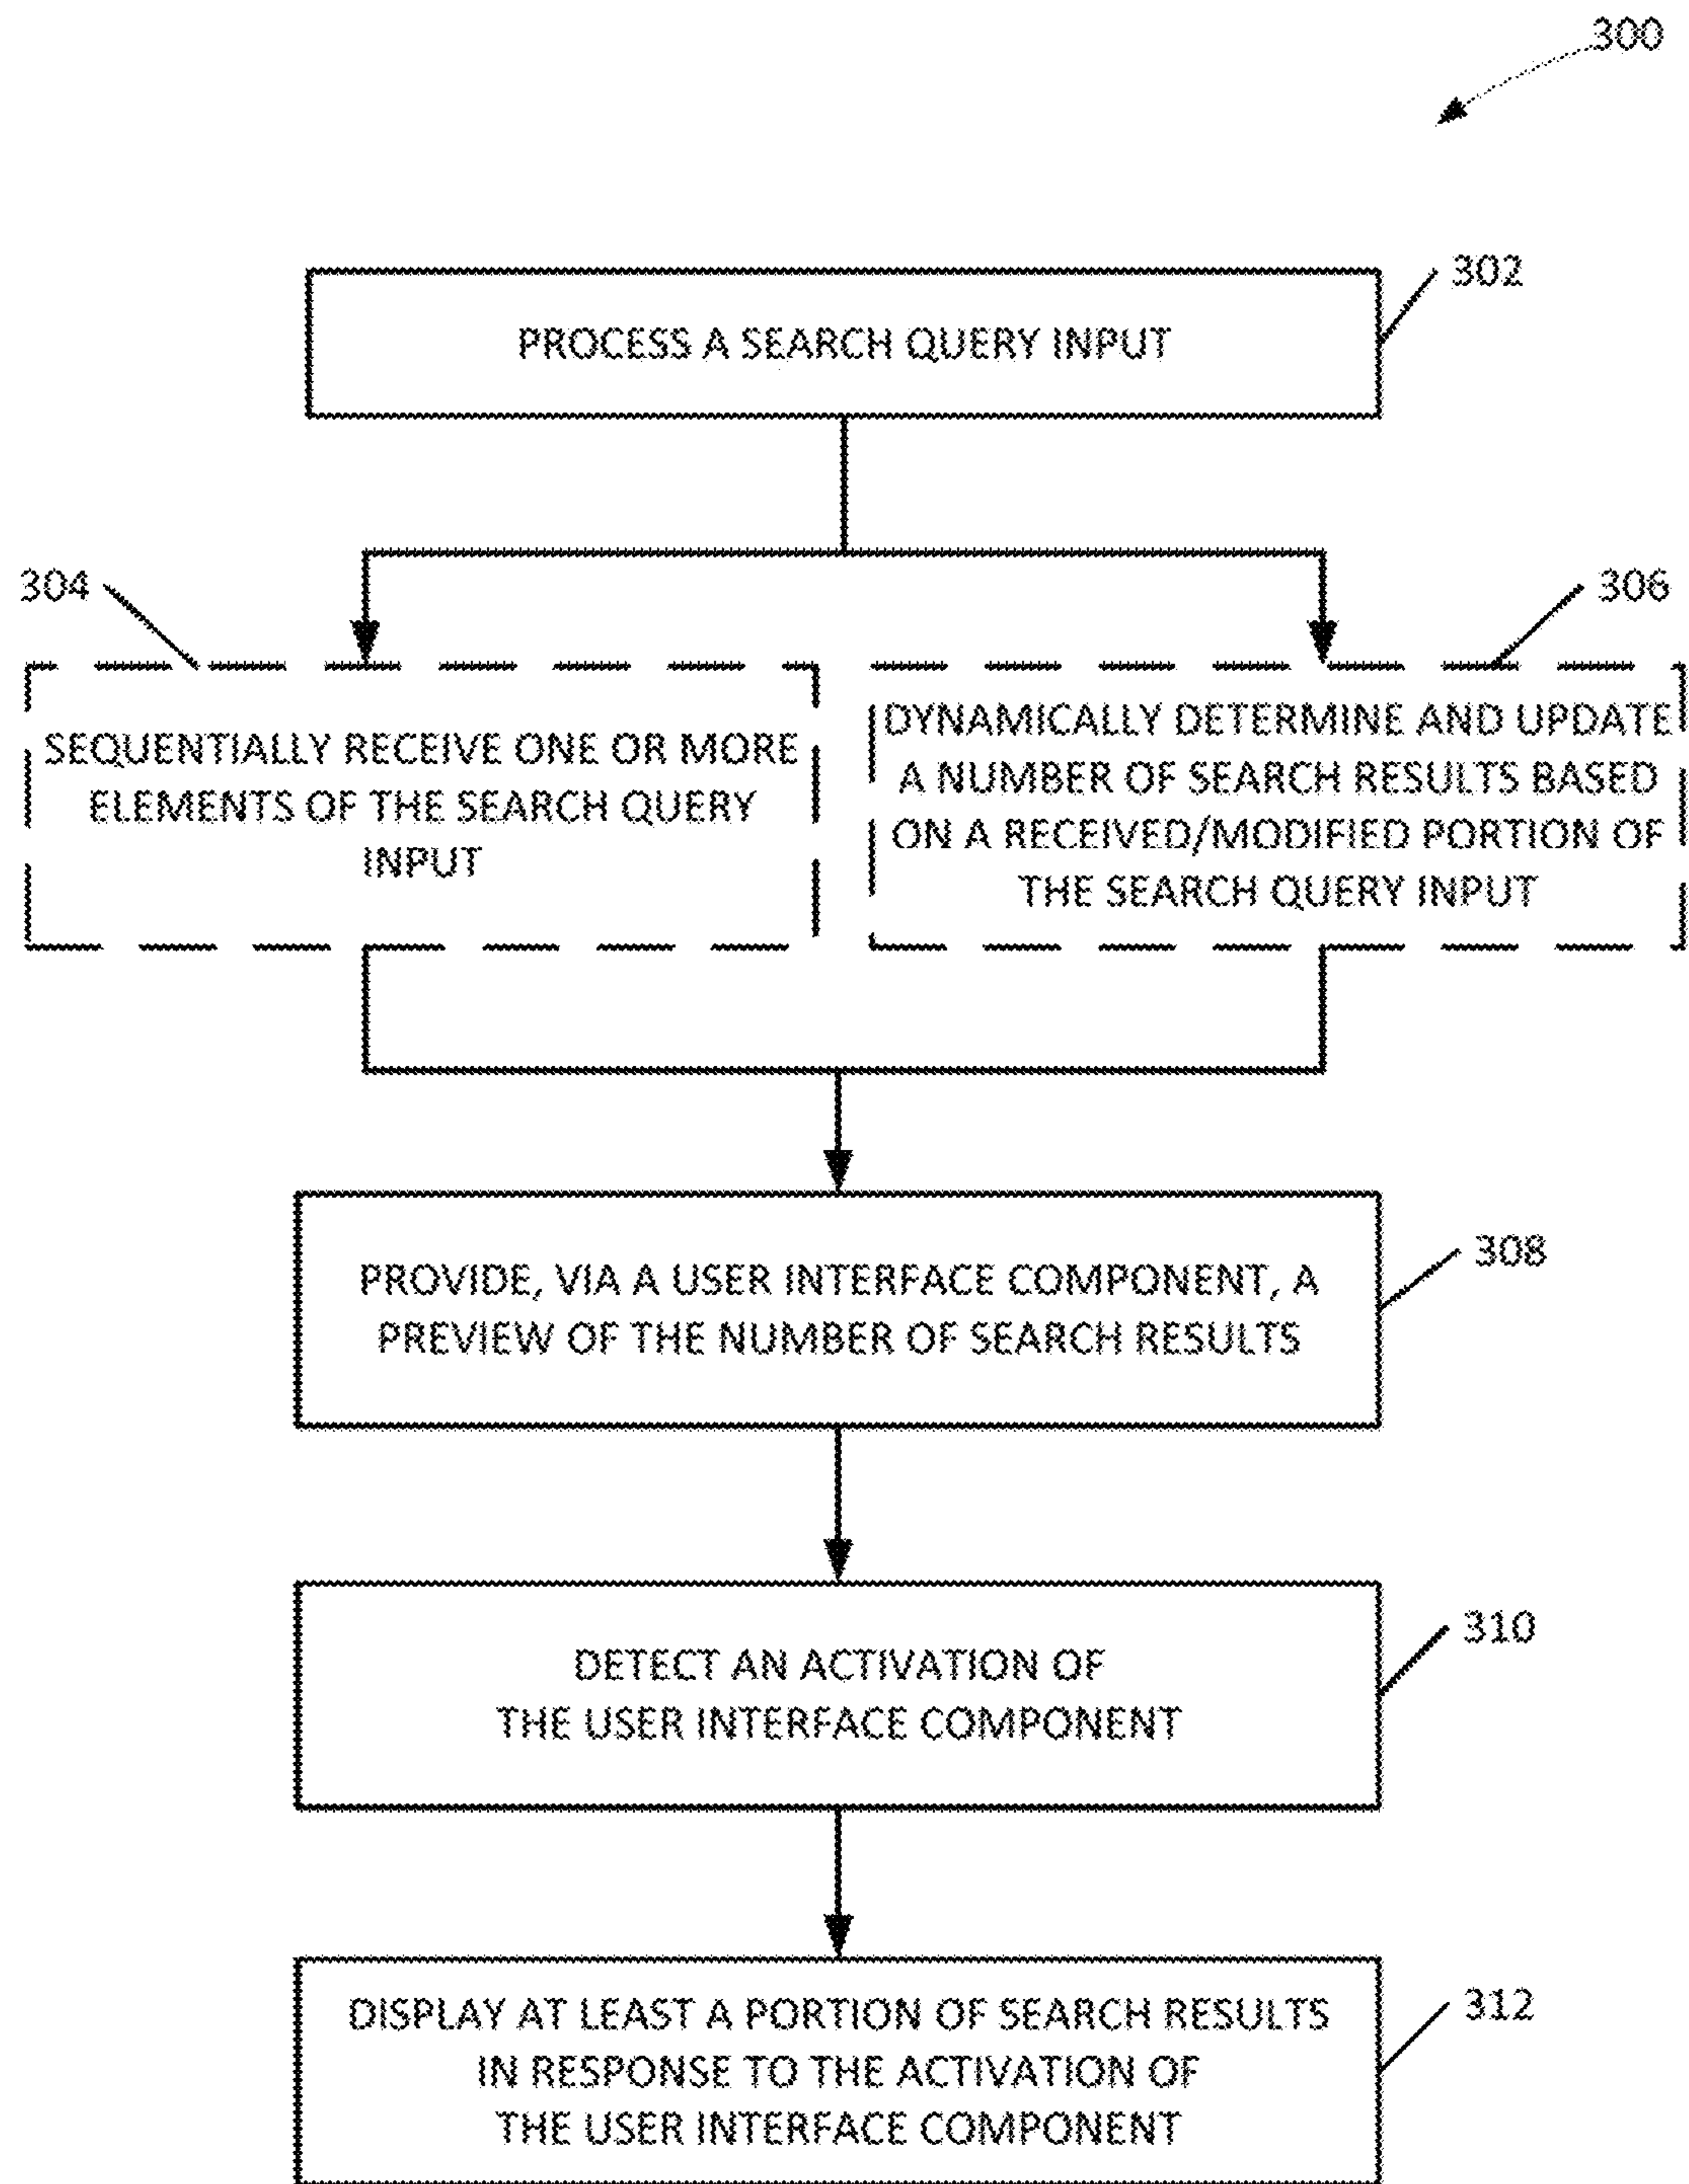 300
302
PROCESS A SEARCH QUERY INPUT
304
306
SEQUENTIALLY RECEIVE ONE OR MORE
ELEMENTS OF THE SEARCH QUERY
INPUT
DYNAMICALLY DETERMINE AND UPDATE
A NUMBER OF SEARCH RESULTS BASED
ON A RECEIVED/MODIFIED PORTION OF
THE SEARCH QUERY INPUT
308
PROVIDE, VIA A USER INTERFACE COMPONENT, A
PREVIEW OF THE NUMBER OF SEARCH RESULTS
310
DETECT AN ACTIVATION OF
THE USER INTERFACE COMPONENT
312
DISPLAY AT LEAST A PORTION OF SEARCH RESULTS
IN RESPONSE TO THE ACTIVATION OF
THE USER INTERFACE COMPONENT